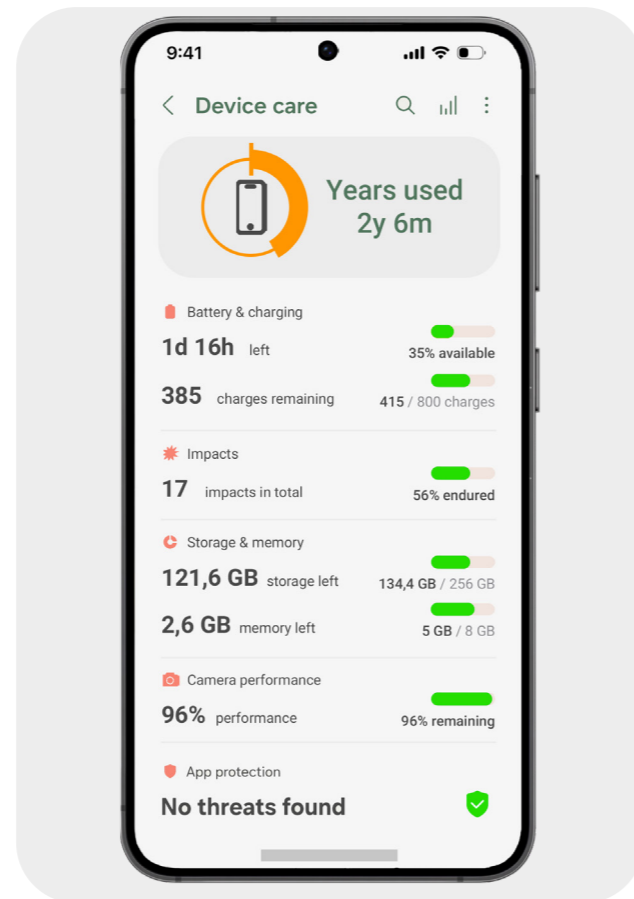 9:41
Device care
Years used
2y 6m
Battery & charging
1d 16h left
35% available
385 charges remaining
415 / 800 charges
Impacts
17 impacts in total
56% endured
Storage & memory
121,6 GB storage left
134,4 GB / 256 GB
2,6 GB memory left
5 GB / 8 GB
Camera performance
96% performance
96% remaining
App protection
No threats found